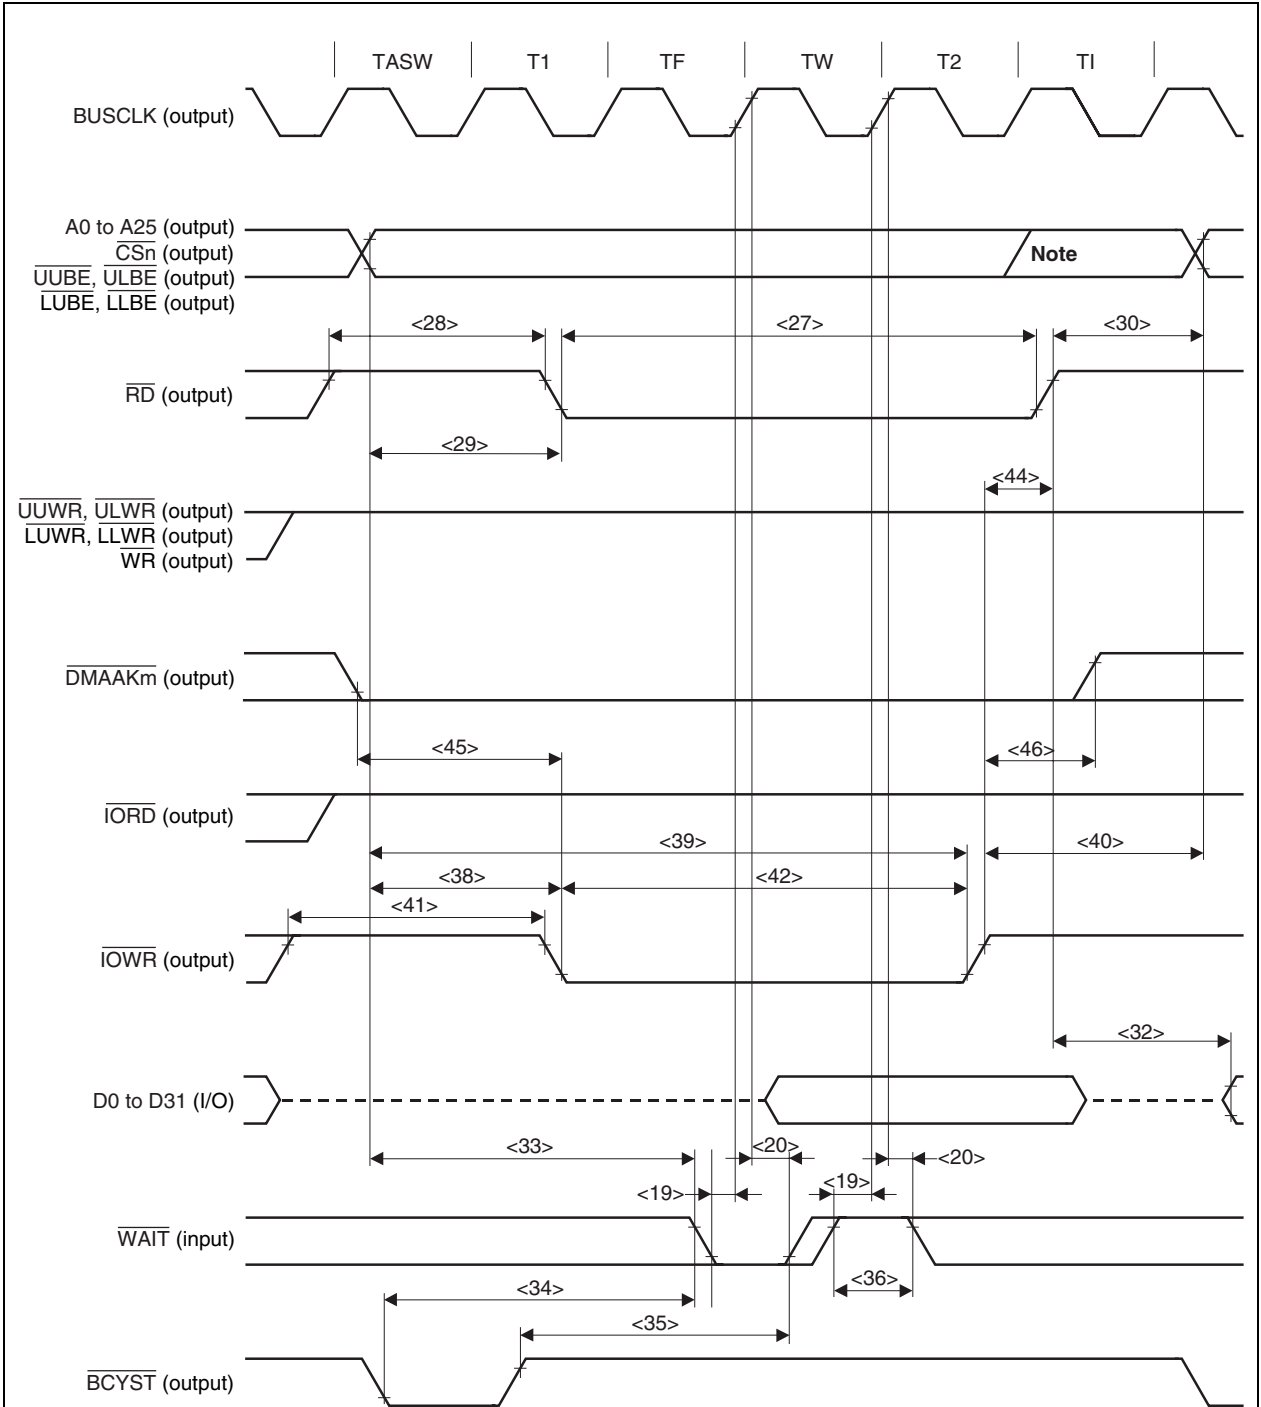 TASW T1 TF TW T2 TI
BUSCLK (output)
A0 to A25 (output)
CSn (output)
Note
UUBE, ULBE (output)
LUBE, LLBE (output)
<28> <27> <30>
RD (output)
<29>
<44>
UUWR, ULWR (output)
LUWR, LLWR (output)
WR (output)
DMAAKm (output)
<45> <46>
IORD (output)
<39> <40>
<38> <42>
<41>
IOWR (output)
<32>
D0 to D31 (I/O)
<33> <20> <20>
<19> <19>
WAIT (input)
<34> <36>
<35>
BCYST (output)